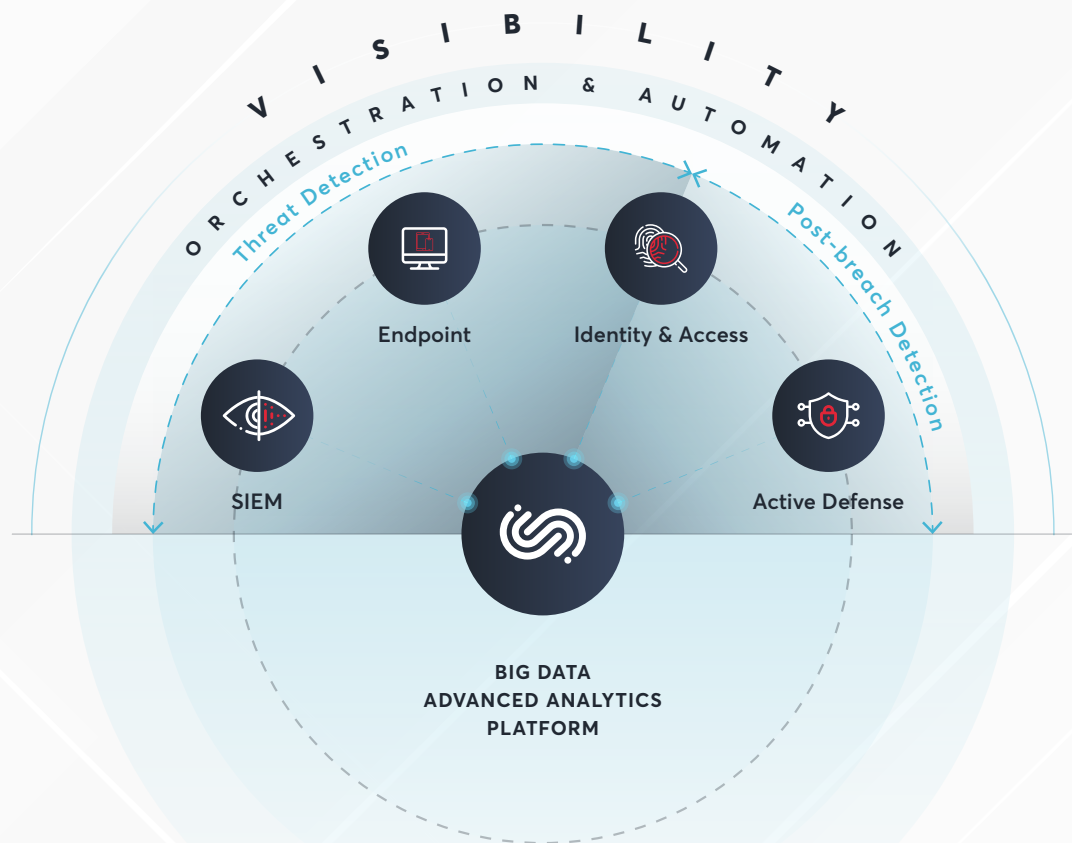 VISIBILITY
ORCHESTRATION & AUTOMATION
Threat Detection
Post-breach Detection
Endpoint
Identity & Access
SIEM
Active Defense
BIG DATA
ADVANCED ANALYTICS
PLATFORM